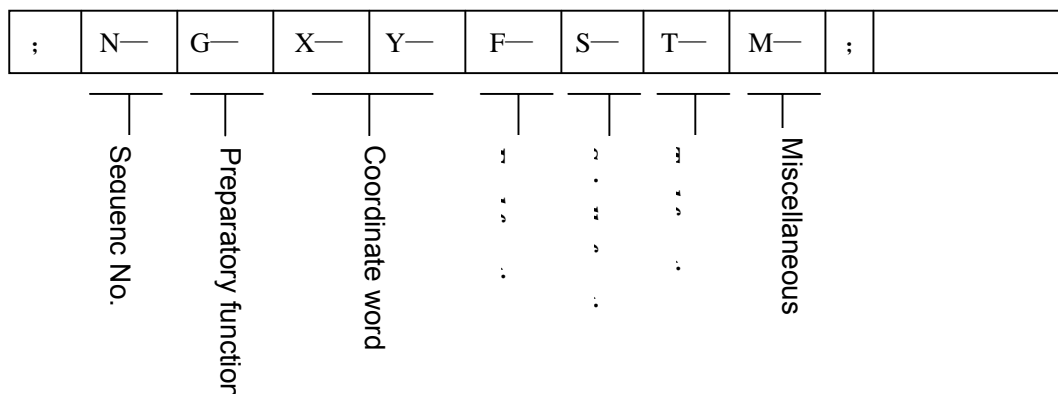 ; N— G— X— Y— F— S— T— M— ;
Sequenc No.
Preparatory function
Coordinate word
Miscellaneous